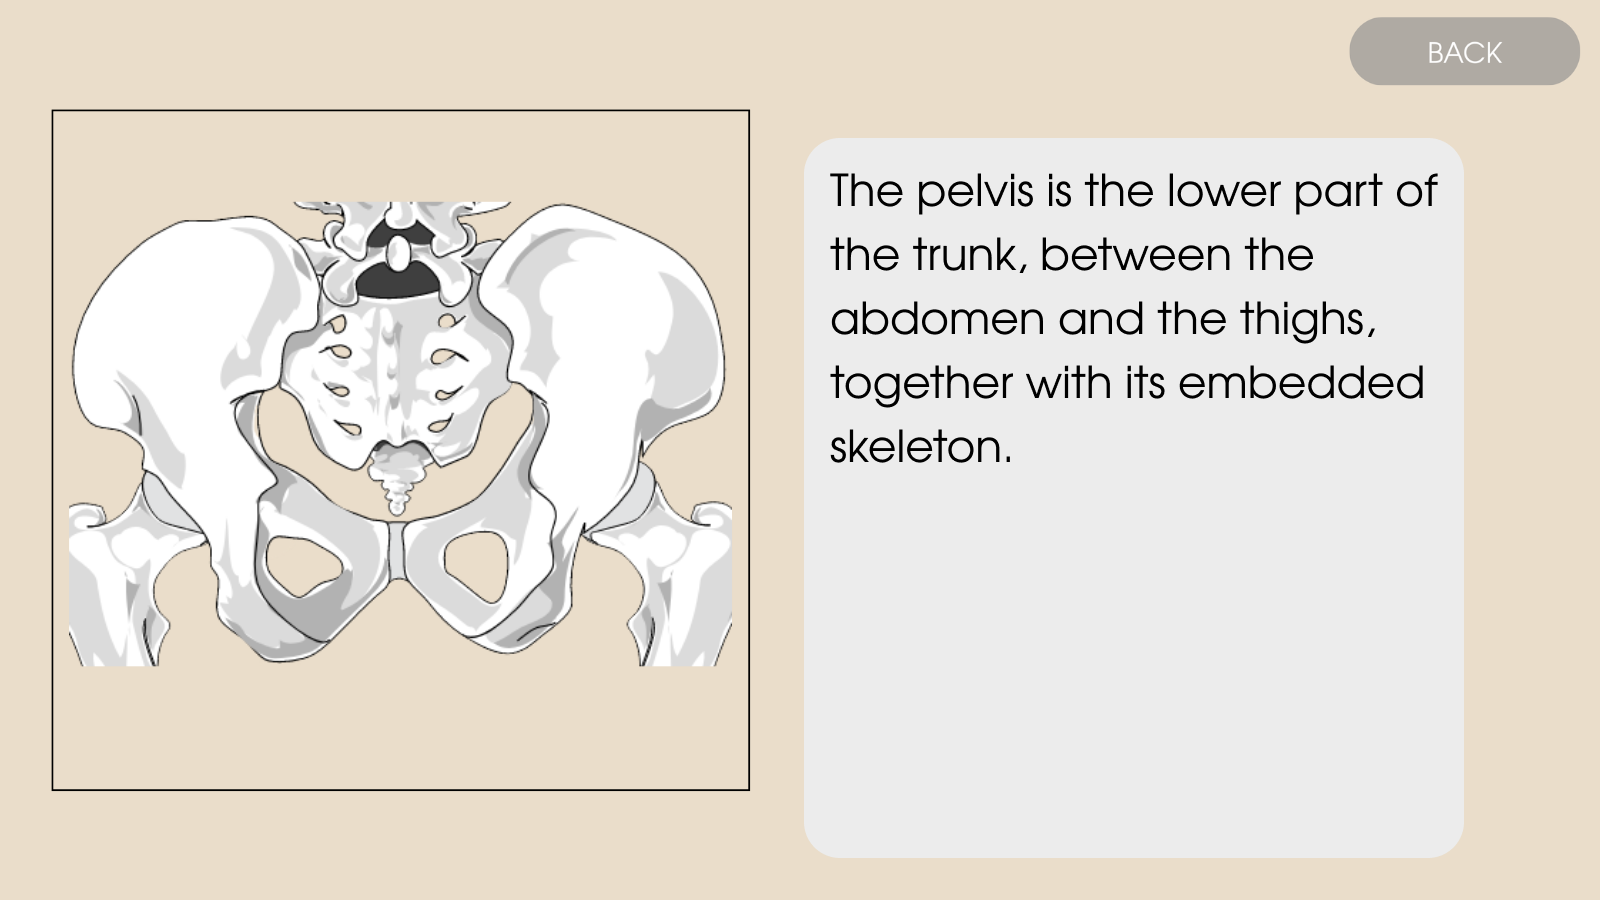 BACK
The pelvis is the lower part of
the trunk, between the
abdomen and the thighs,
together with its embedded
skeleton.